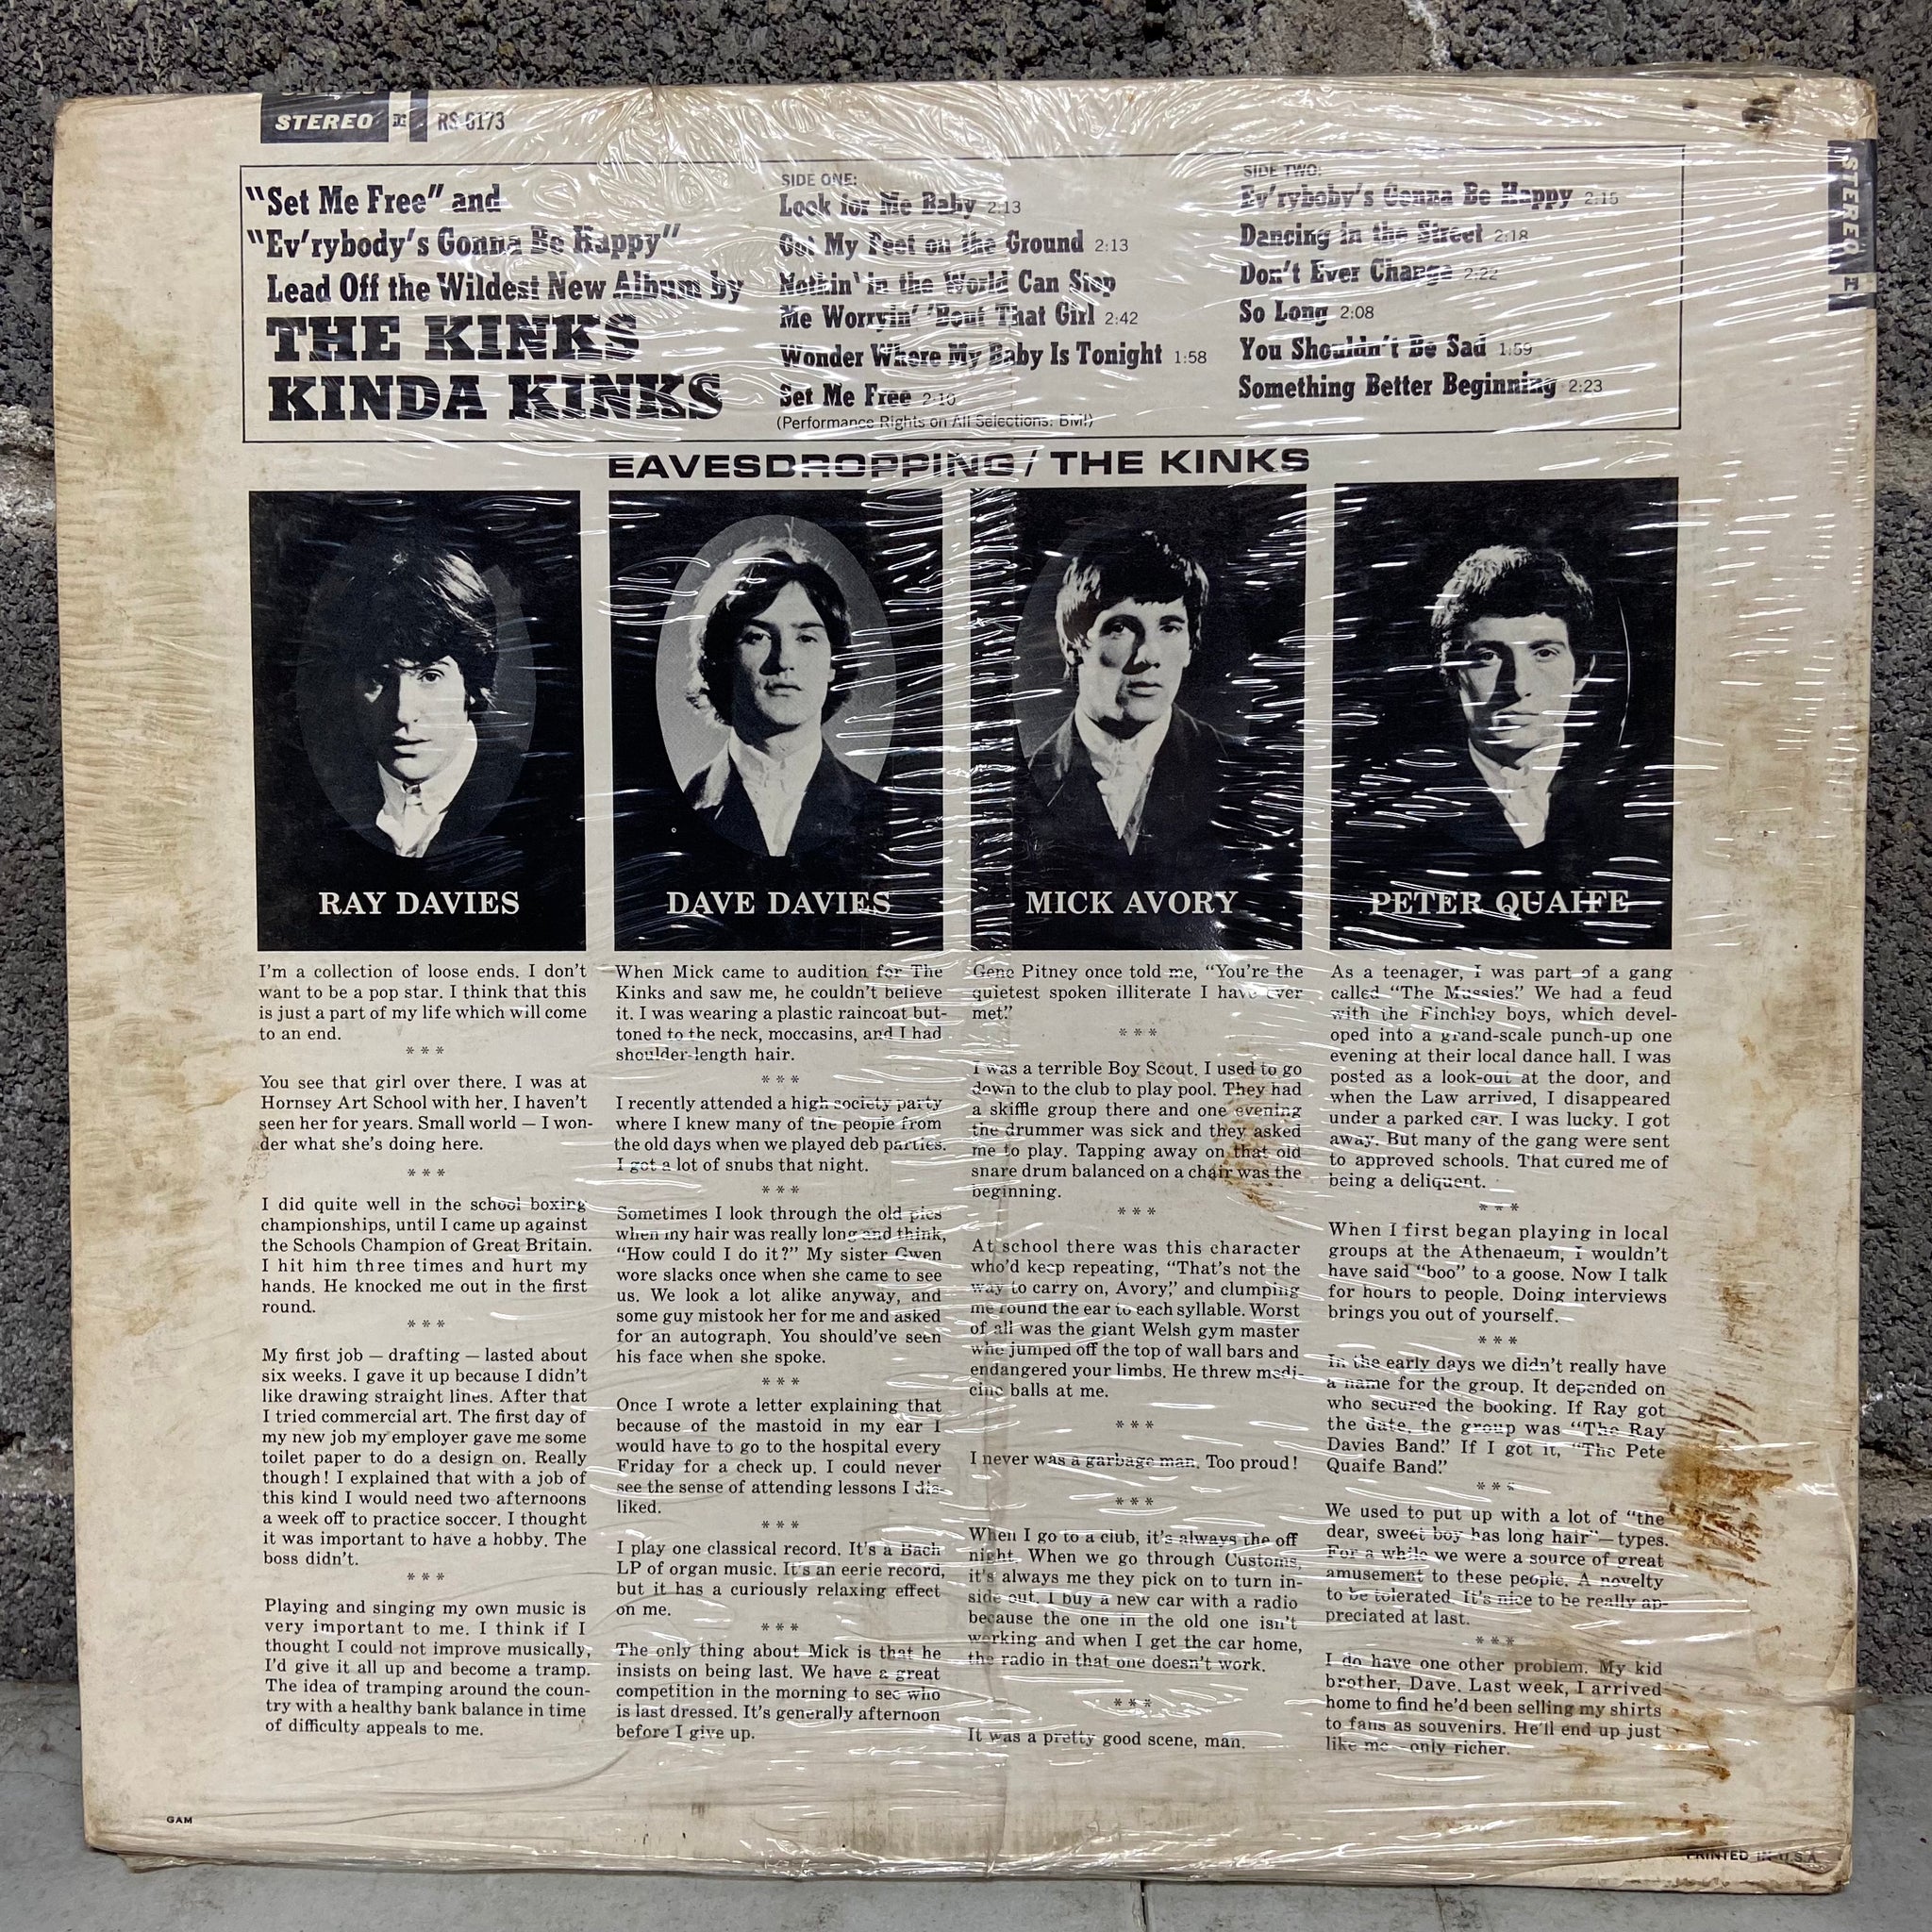 STEREO
RS 6173
"Set Me Free" and
"Ev'rybody's Gonna Be Happy"
Lead Off the Wildest New Album by
THE KINKS
KINDA KINKS
SIDE ONE:
Look for Me Baby 2:13
Got My Feet on the Ground 2:13
Nothin' in the World Can Stop
Me Worryin' 'Bout That Girl 2:42
Wonder Where My Baby Is Tonight 1:58
Set Me Free 2:10
(Performance Rights on All Selections: BMI)
SIDE TWO:
Ev'ryboby's Gonna Be Happy 2:15
Dancing in the Street 2:18
Don't Ever Change 2:22
So Long 2:08
You Shouldn't Be Sad 1:59
Something Better Beginning 2:23
STEREO
EAVESDROPPING / THE KINKS
RAY DAVIES
I'm a collection of loose ends. I don't
want to be a pop star. I think that this
is just a part of my life which will come
to an end.
* * *
You see that girl over there. I was at
Hornsey Art School with her. I haven't
seen her for years. Small world — I won-
der what she's doing here.
* * *
I did quite well in the school boxing
championships, until I came up against
the Schools Champion of Great Britain.
I hit him three times and hurt my
hands. He knocked me out in the first
round.
* * *
My first job — drafting — lasted about
six weeks. I gave it up because I didn't
like drawing straight lines. After that
I tried commercial art. The first day of
my new job my employer gave me some
toilet paper to do a design on. Really
though! I explained that with a job of
this kind I would need two afternoons
a week off to practice soccer. I thought
it was important to have a hobby. The
boss didn't.
* * *
Playing and singing my own music is
very important to me. I think if I
thought I could not improve musically,
I'd give it all up and become a tramp.
The idea of tramping around the coun-
try with a healthy bank balance in time
of difficulty appeals to me.
DAVE DAVIES
When Mick came to audition for The
Kinks and saw me, he couldn't believe
it. I was wearing a plastic raincoat but-
toned to the neck, moccasins, and I had
shoulder-length hair.
* * *
I recently attended a high society party
where I knew many of the people from
the old days when we played deb parties.
I got a lot of snubs that night.
* * *
Sometimes I look through the old pics
when my hair was really long and think,
"How could I do it?" My sister Gwen
wore slacks once when she came to see
us. We look a lot alike anyway, and
some guy mistook her for me and asked
for an autograph. You should've seen
his face when she spoke.
* * *
Once I wrote a letter explaining that
because of the mastoid in my ear I
would have to go to the hospital every
Friday for a check up. I could never
see the sense of attending lessons I dis-
liked.
* * *
I play one classical record. It's a Bach
LP of organ music. It's an eerie record,
but it has a curiously relaxing effect
on me.
* * *
The only thing about Mick is that he
insists on being last. We have a great
competition in the morning to see who
is last dressed. It's generally afternoon
before I give up.
MICK AVORY
Gene Pitney once told me, "You're the
quietest spoken illiterate I have ever
met."
* * *
I was a terrible Boy Scout. I used to go
down to the club to play pool. They had
a skiffle group there and one evening
the drummer was sick and they asked
me to play. Tapping away on that old
snare drum balanced on a chair was the
beginning.
* * *
At school there was this character
who'd keep repeating, "That's not the
way to carry on, Avory," and clumping
me round the ear to each syllable. Worst
of all was the giant Welsh gym master
who jumped off the top of wall bars and
endangered your limbs. He threw medi-
cine balls at me.
* * *
I never was a garbage man. Too proud!
* * *
When I go to a club, it's always the off
night. When we go through Customs,
it's always me they pick on to turn in-
side out. I buy a new car with a radio
because the one in the old one isn't
working and when I get the car home,
the radio in that one doesn't work.
* * *
It was a pretty good scene, man.
PETER QUAIFE
As a teenager, I was part of a gang
called "The Mussies." We had a feud
with the Finchley boys, which devel-
oped into a grand-scale punch-up one
evening at their local dance hall. I was
posted as a look-out at the door, and
when the Law arrived, I disappeared
under a parked car. I was lucky. I got
away. But many of the gang were sent
to approved schools. That cured me of
being a deliquent.
* * *
When I first began playing in local
groups at the Athenaeum, I wouldn't
have said "boo" to a goose. Now I talk
for hours to people. Doing interviews
brings you out of yourself.
* * *
In the early days we didn't really have
a name for the group. It depended on
who secured the booking. If Ray got
the date, the group was "The Ray
Davies Band." If I got it, "The Pete
Quaife Band."
* * *
We used to put up with a lot of "the
dear, sweet boy has long hair" — types.
For a while we were a source of great
amusement to these people. A novelty
to be tolerated. It's nice to be really ap-
preciated at last.
* * *
I do have one other problem. My kid
brother, Dave. Last week, I arrived
home to find he'd been selling my shirts
to fans as souvenirs. He'll end up just
like me—only richer.
GAM
PRINTED IN U.S.A.